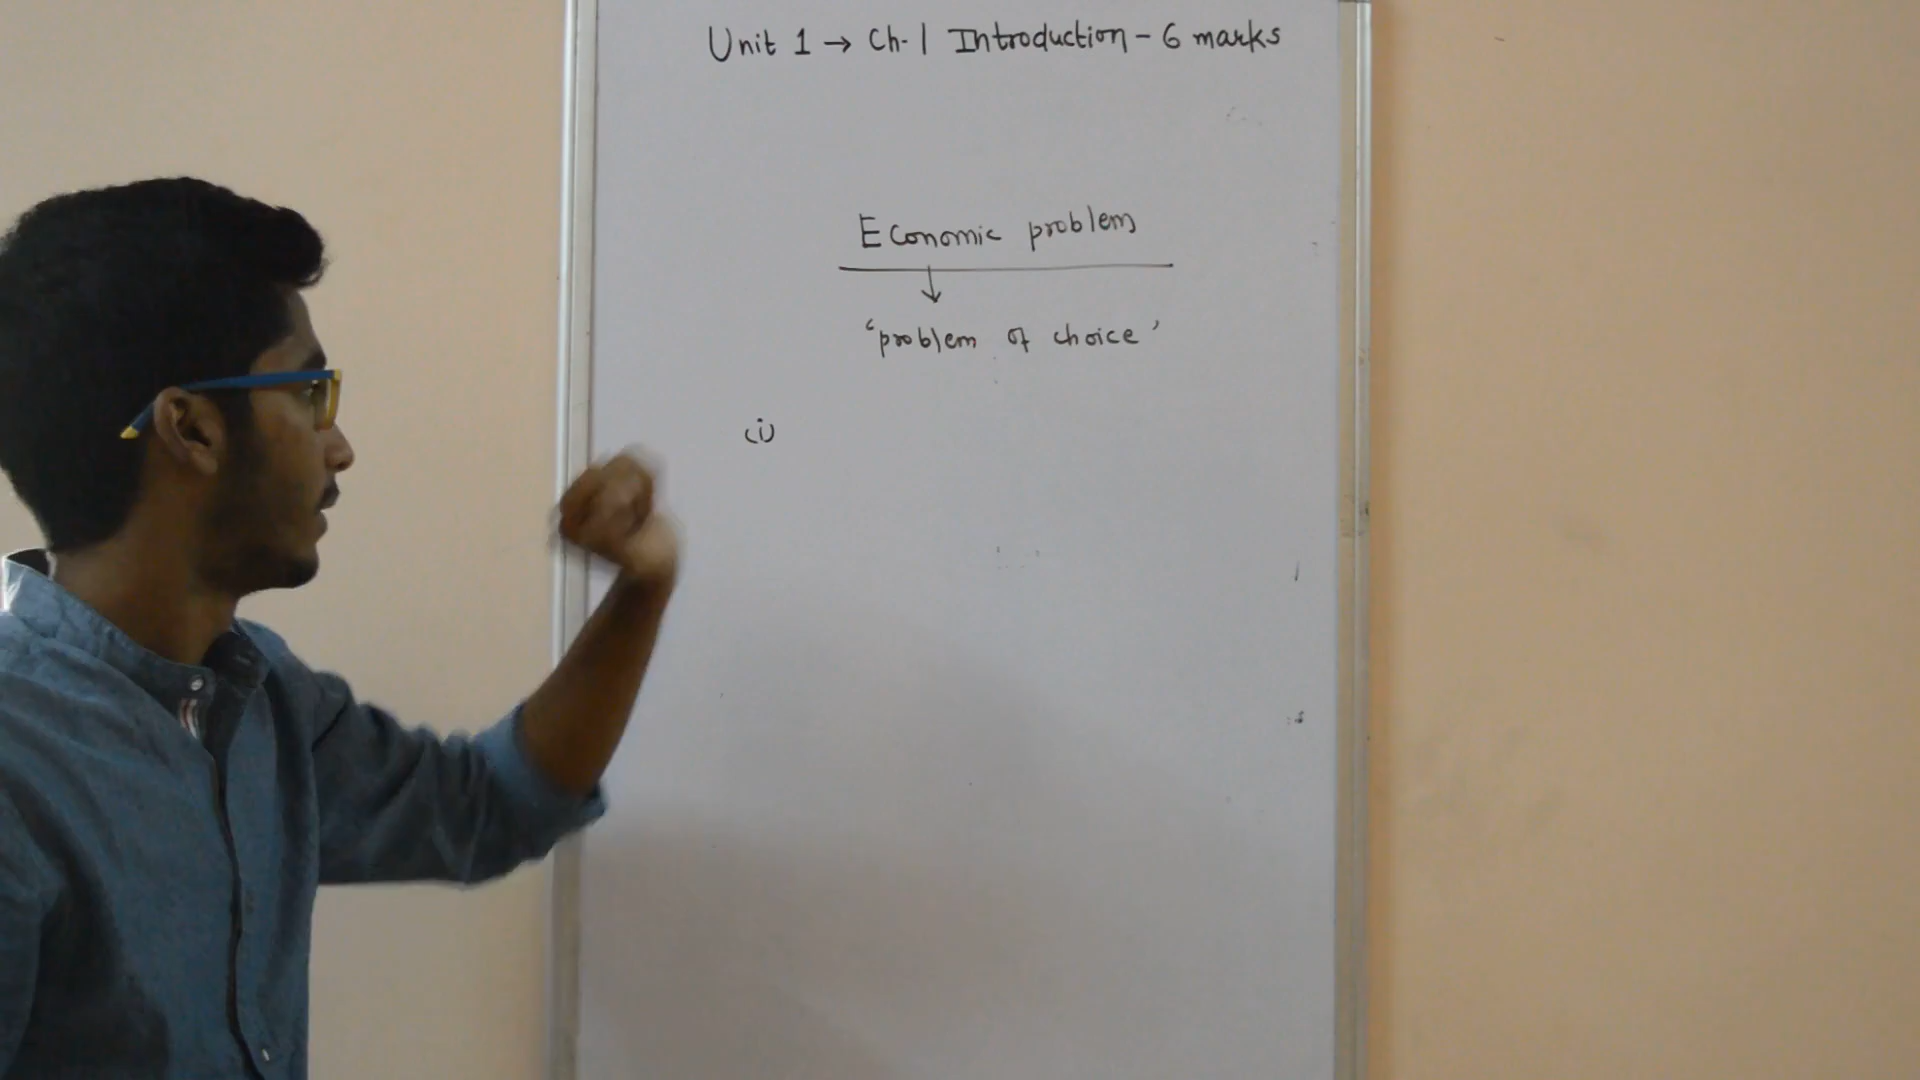 Unit 1 → Ch-1 Introduction - 6 marks
Economic problem
↓
'problem of choice'
(i)